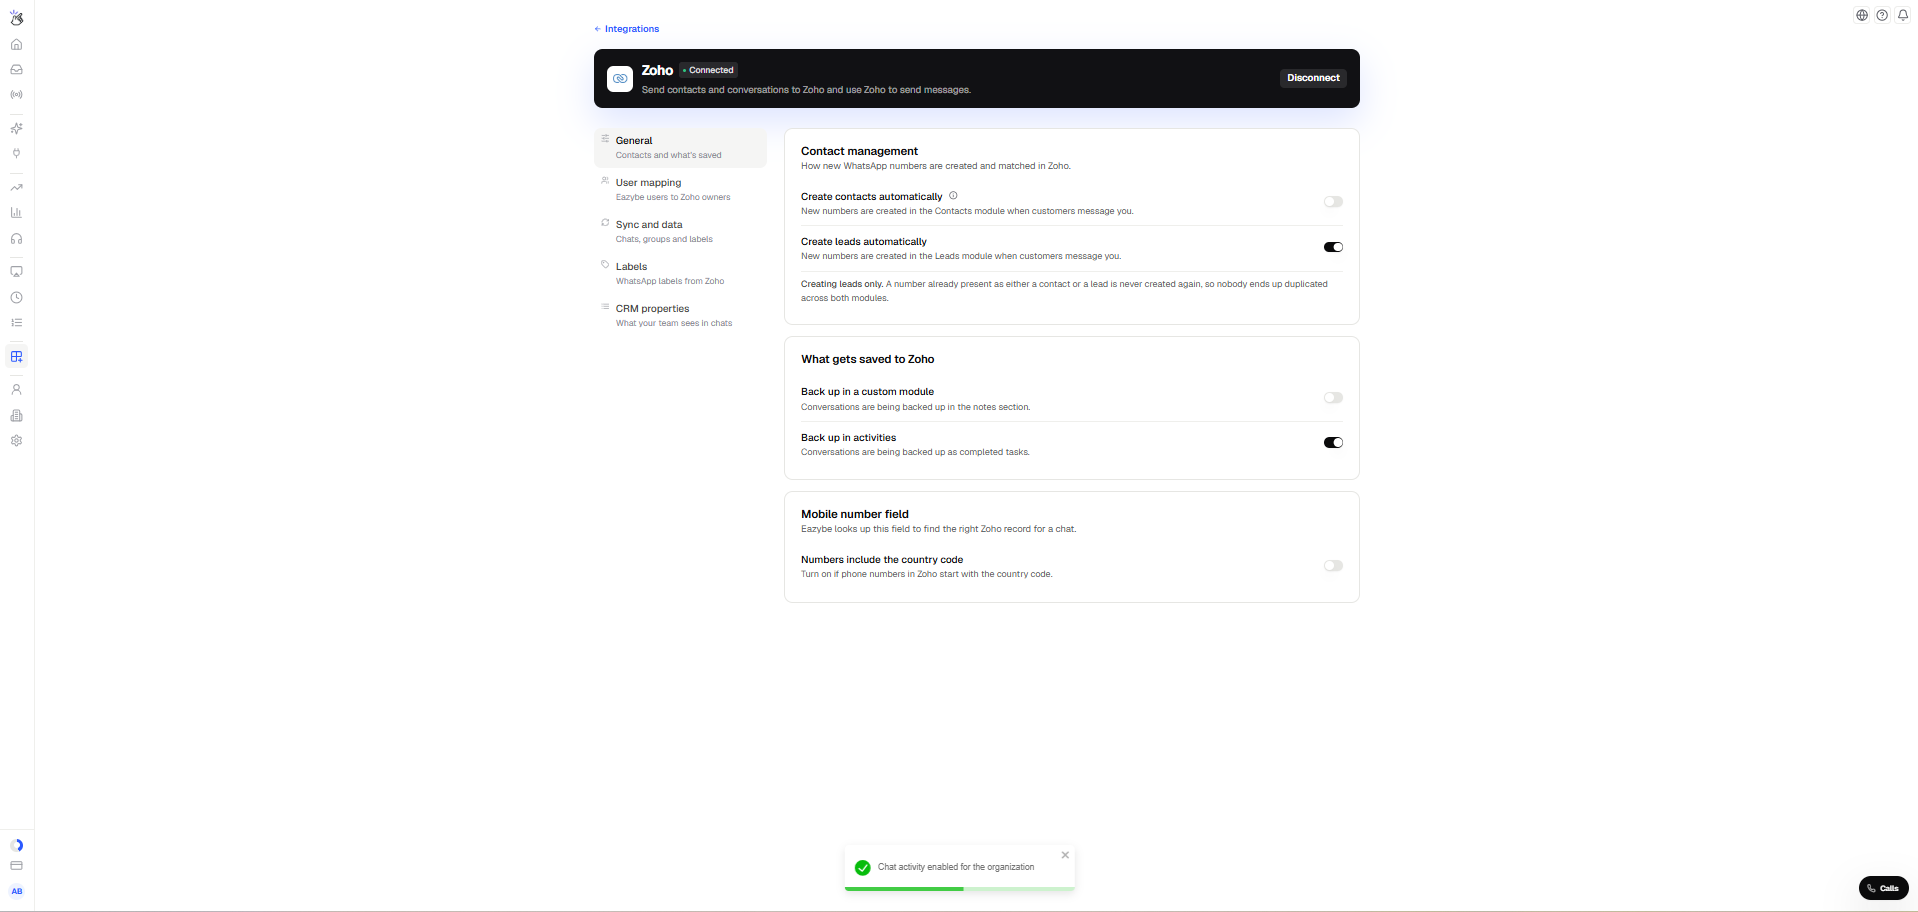 ← Integrations
Zoho
Connected
Send contacts and conversations to Zoho and use Zoho to send messages.
Disconnect
General
Contacts and what's saved
User mapping
Eazybe users to Zoho owners
Sync and data
Chats, groups and labels
Labels
WhatsApp labels from Zoho
CRM properties
What your team sees in chats
Contact management
How new WhatsApp numbers are created and matched in Zoho.
Create contacts automatically
New numbers are created in the Contacts module when customers message you.
Create leads automatically
New numbers are created in the Leads module when customers message you.
Creating leads only. A number already present as either a contact or a lead is never created again, so nobody ends up duplicated
across both modules.
What gets saved to Zoho
Back up in a custom module
Conversations are being backed up in the notes section.
Back up in activities
Conversations are being backed up as completed tasks.
Mobile number field
Eazybe looks up this field to find the right Zoho record for a chat.
Numbers include the country code
Turn on if phone numbers in Zoho start with the country code.
Chat activity enabled for the organization
AB
Calls